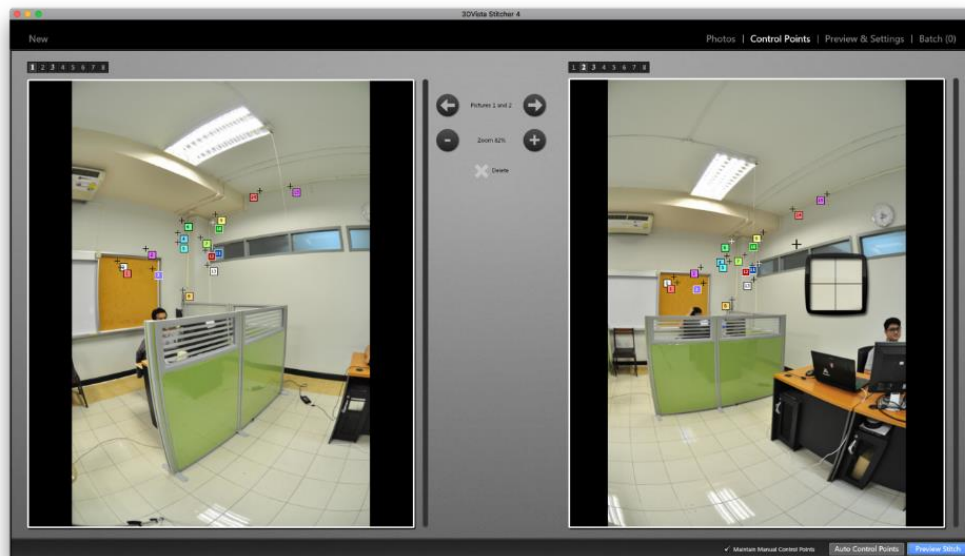 3DVista Stitcher 4
New
Photos | Control Points | Preview & Settings | Batch (0)
1 2 3 4 5 6 7 8
1 2 3 4 5 6 7 8
Pictures 1 and 2
Zoom 82%
Delete
✓ Maintain Manual Control Points
Auto Control Points
Preview Stitch